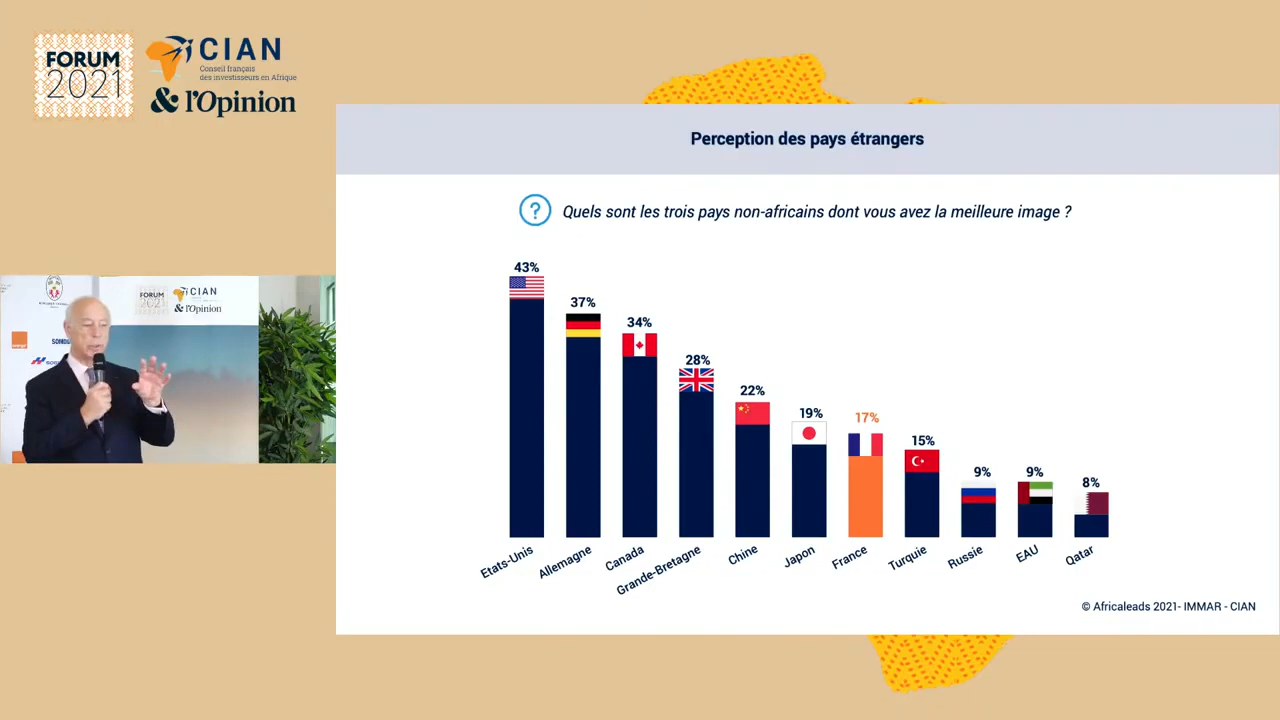 FORUM
2021
CIAN
Conseil français
des investisseurs en Afrique
& l'Opinion
Perception des pays étrangers
?
Quels sont les trois pays non-africains dont vous avez la meilleure image ?
43%
37%
34%
28%
22%
19%
17%
15%
9%
9%
8%
Etats-Unis
Allemagne
Canada
Grande-Bretagne
Chine
Japon
France
Turquie
Russie
EAU
Qatar
© Africaleads 2021- IMMAR - CIAN
FORUM
2021
CIAN
& l'Opinion